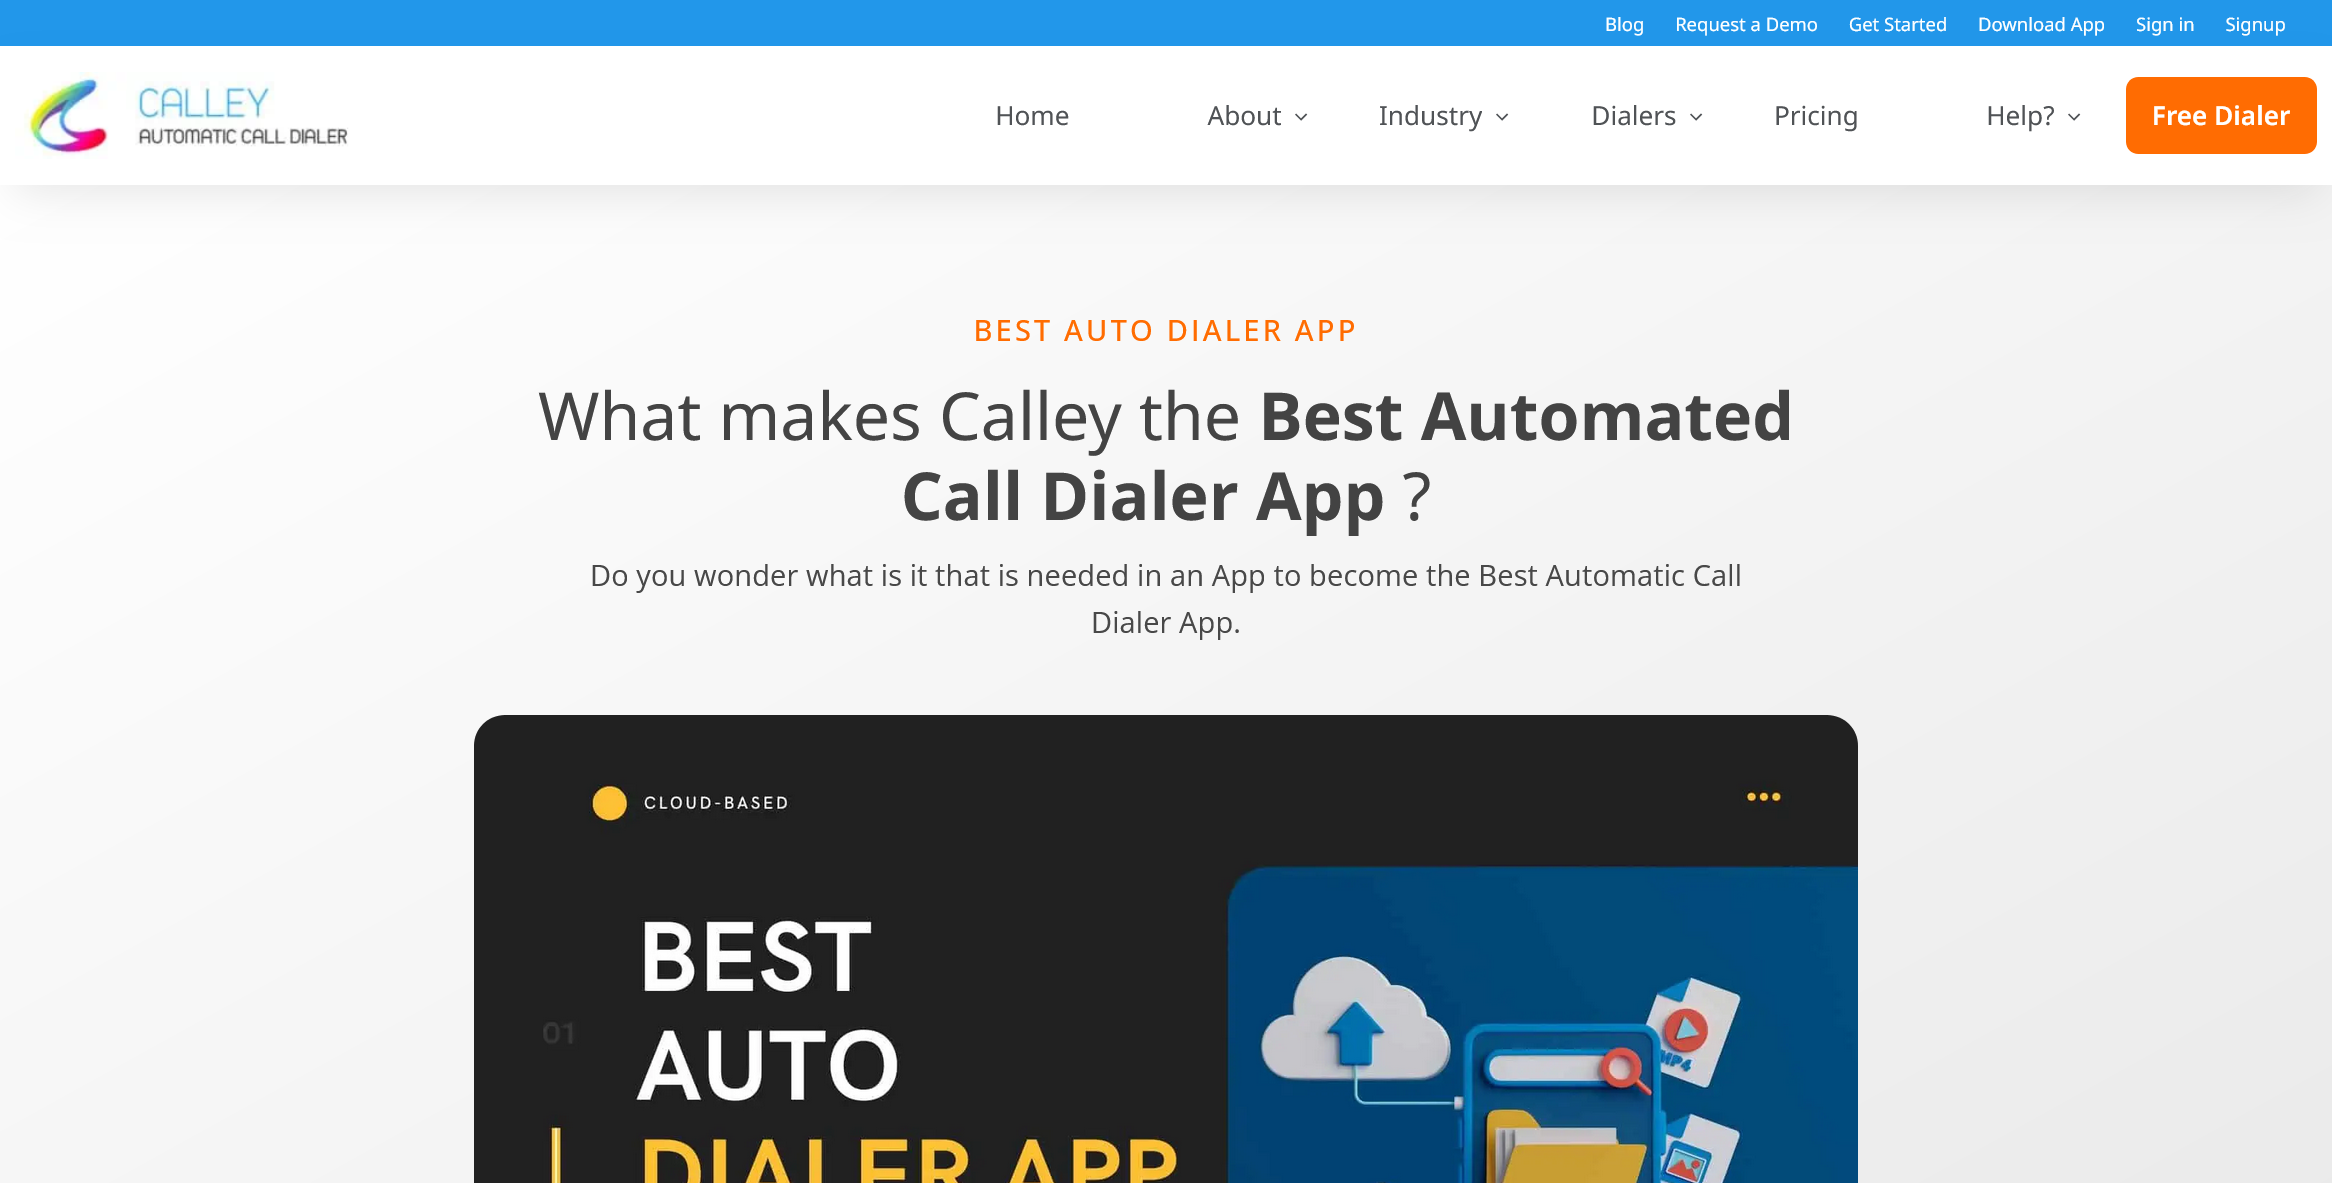 Blog Request a Demo Get Started Download App Sign in Signup
CALLEY
AUTOMATIC CALL DIALER
Home About Industry Dialers Pricing Help? Free Dialer
BEST AUTO DIALER APP
What makes Calley the Best Automated
Call Dialer App ?
Do you wonder what is it that is needed in an App to become the Best Automatic Call
Dialer App.
CLOUD-BASED
BEST
AUTO
01
DIALER APP
MP4